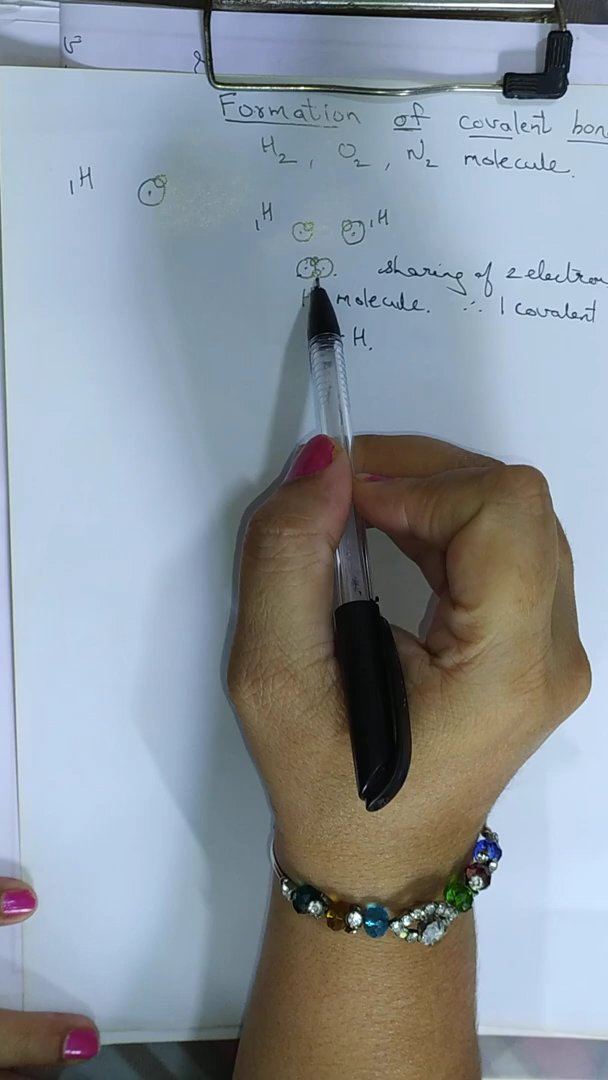 Formation of covalent bon
H₂, O₂, N₂ molecule.
₁H
₁H ₁H
sharing of 2 electron
H molecule. ∴ 1 covalent
- H.